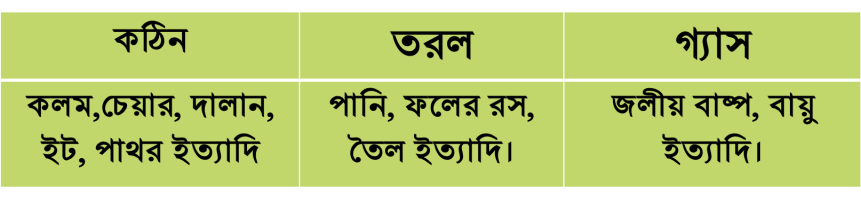 কঠিন
তরল
গ্যাস
কলম,চেয়ার, দালান,
ইট, পাথর ইত্যাদি
পানি, ফলের রস,
তৈল ইত্যাদি।
জলীয় বাষ্প, বায়ু
ইত্যাদি।